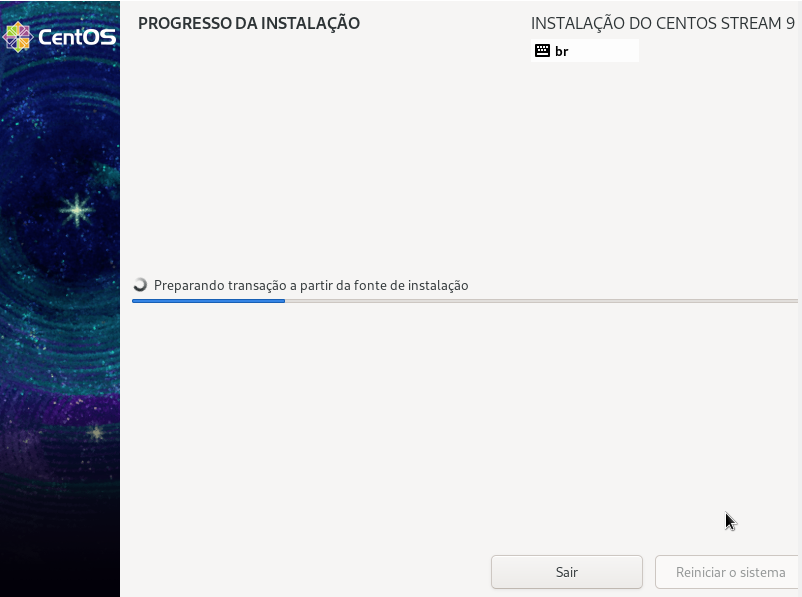 CentOS
PROGRESSO DA INSTALAÇÃO
INSTALAÇÃO DO CENTOS STREAM 9
br
Preparando transação a partir da fonte de instalação
Sair
Reiniciar o sistema